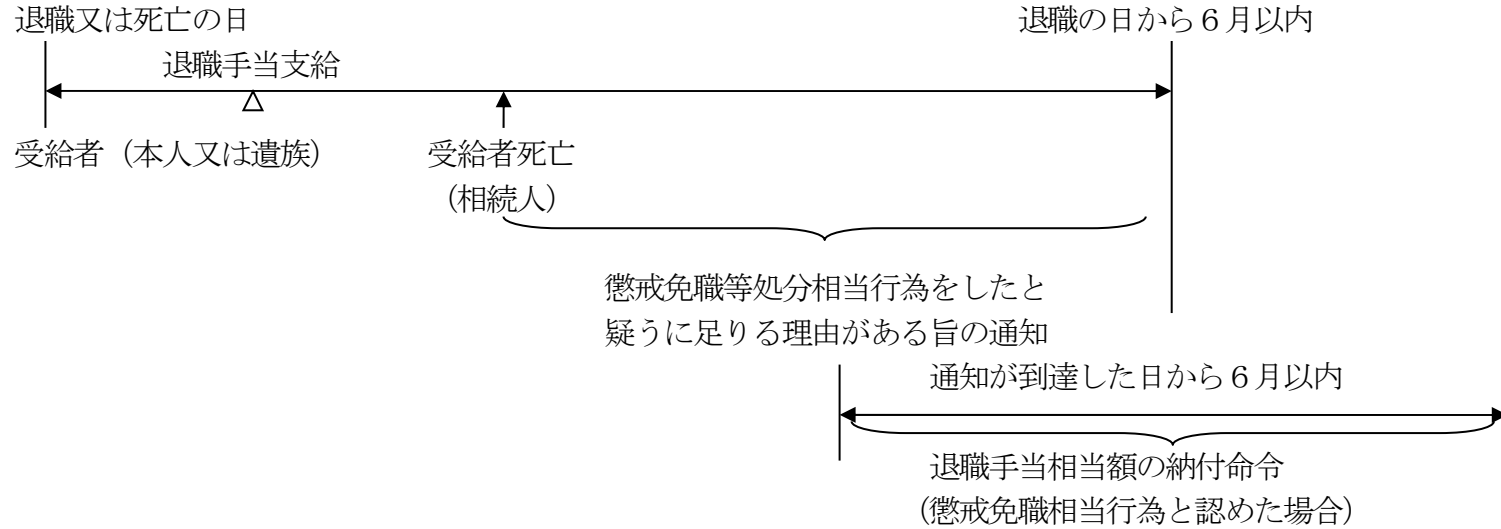 退職又は死亡の日
退職の日から６月以内
退職手当支給
△
受給者（本人又は遺族）
受給者死亡
（相続人）
懲戒免職等処分相当行為をしたと
疑うに足りる理由がある旨の通知
通知が到達した日から６月以内
退職手当相当額の納付命令
（懲戒免職相当行為と認めた場合）